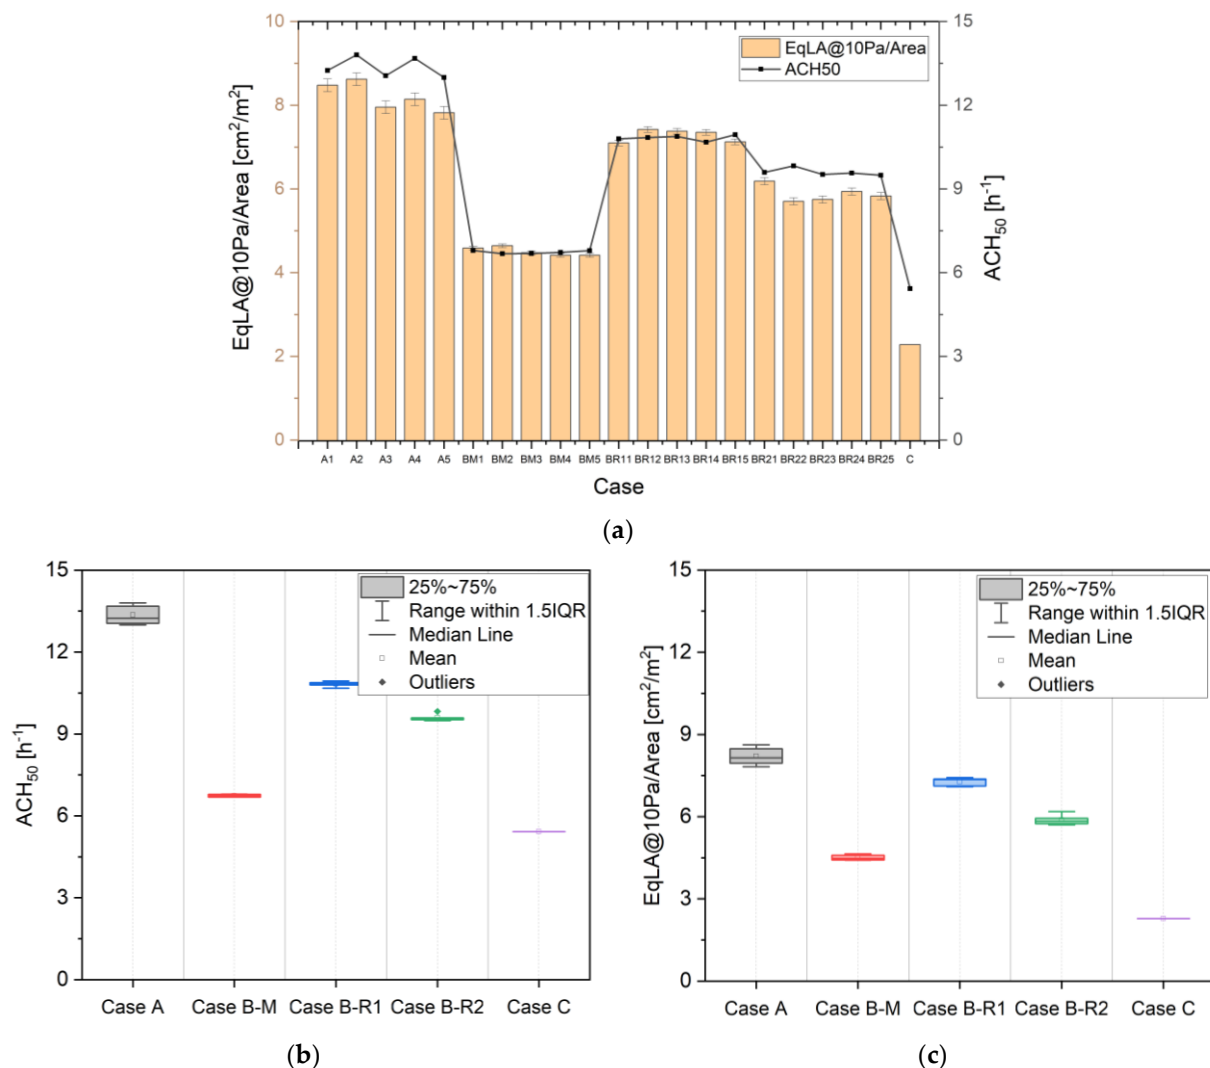 EqLA@10Pa/Area
ACH50
EqLA@10Pa/Area [cm²/m²]
10
8
6
4
2
0
ACH₅₀ [h⁻¹]
15
12
9
6
3
0
A1 A2 A3 A4 A5 BM1 BM2 BM3 BM4 BM5 BR11 BR12 BR13 BR14 BR15 BR21 BR22 BR23 BR24 BR25 C
Case
(a)
15
12
9
6
3
0
ACH₅₀ [h⁻¹]
25%~75%
Range within 1.5IQR
Median Line
Mean
Outliers
Case A Case B-M Case B-R1 Case B-R2 Case C
(b)
15
12
9
6
3
0
EqLA@10Pa/Area [cm²/m²]
25%~75%
Range within 1.5IQR
Median Line
Mean
Outliers
Case A Case B-M Case B-R1 Case B-R2 Case C
(c)